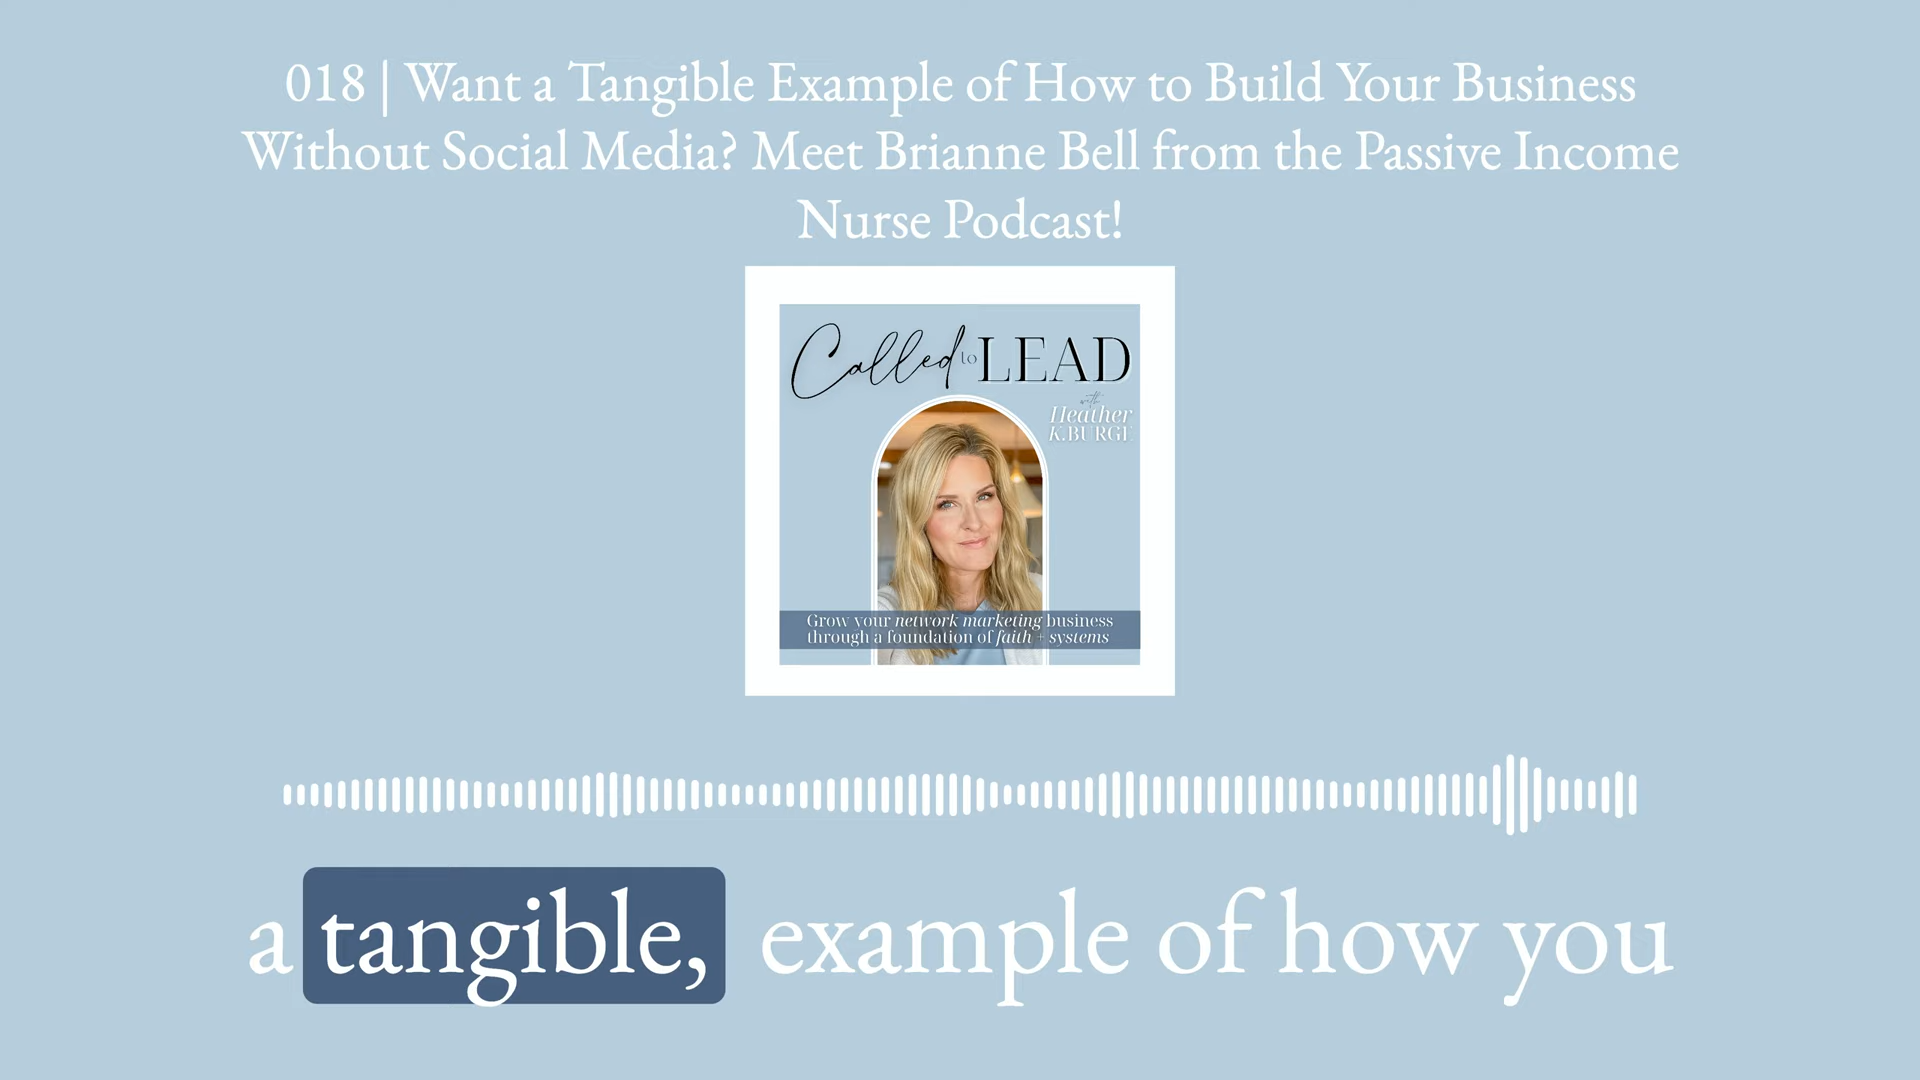 018 | Want a Tangible Example of How to Build Your Business
Without Social Media? Meet Brianne Bell from the Passive Income
Nurse Podcast!
Called to LEAD
with
Heather
K.BURGE
Grow your network marketing business
through a foundation of faith + systems
a tangible, example of how you